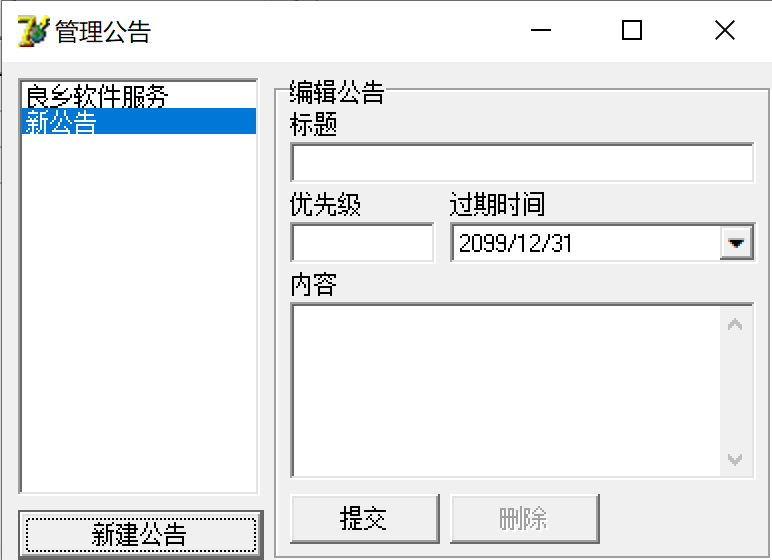 管理公告
良乡软件服务
新公告
新建公告
编辑公告
标题
优先级
过期时间
2099/12/31
内容
提交
删除